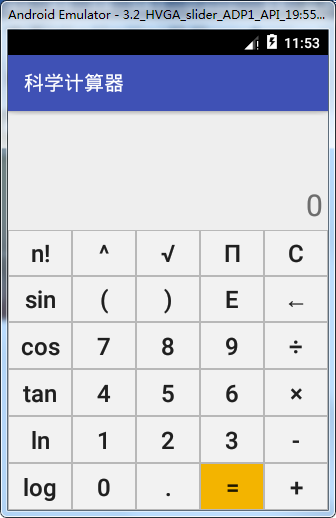 Android Emulator - 3.2_HVGA_slider_ADP1_API_19:55...
11:53
科学计算器
0
n! ^ √ Π C
sin ( ) E ←
cos 7 8 9 ÷
tan 4 5 6 ×
ln 1 2 3 -
log 0 . = +